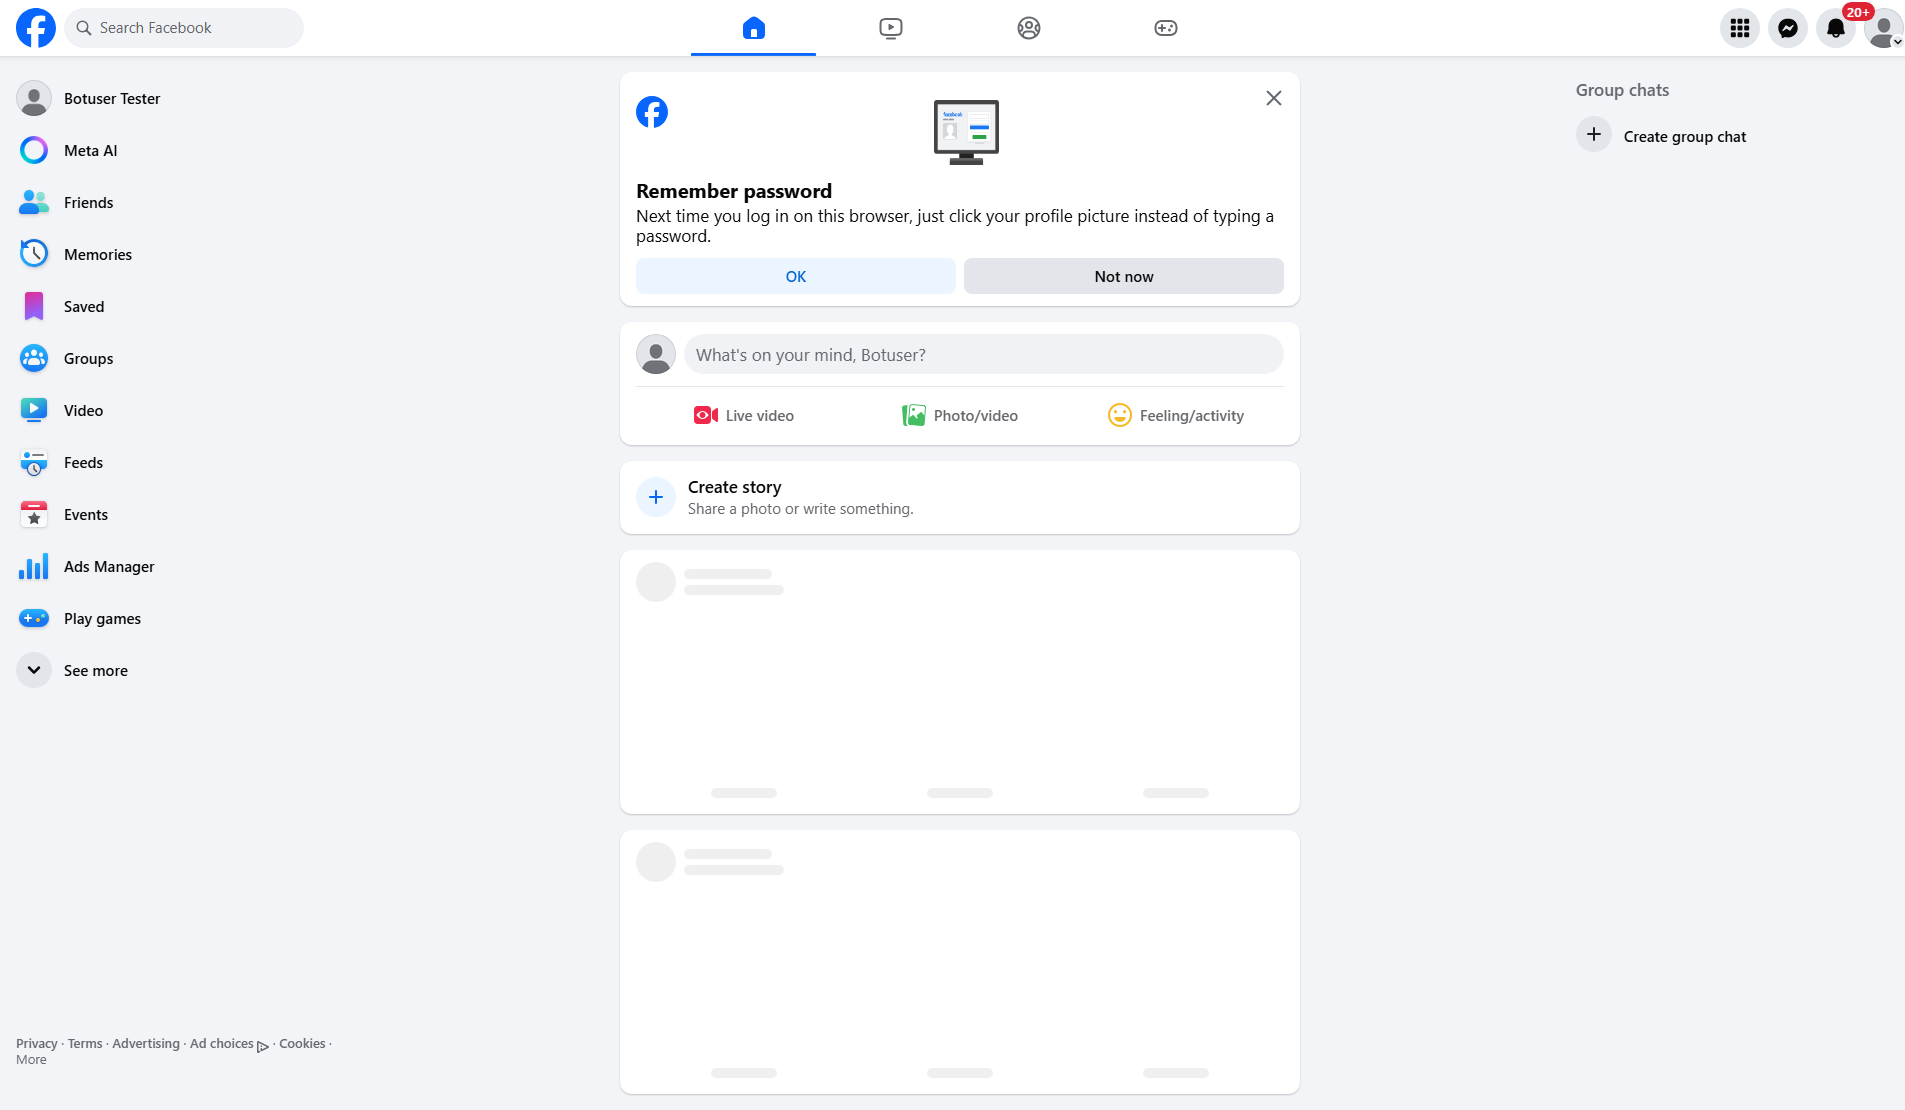 Search Facebook
20+
Botuser Tester
Meta AI
Friends
Memories
Saved
Groups
Video
Feeds
Events
Ads Manager
Play games
See more
Privacy · Terms · Advertising · Ad choices · Cookies ·
More
facebook
Remember password
Next time you log in on this browser, just click your profile picture instead of typing a
password.
OK
Not now
What's on your mind, Botuser?
Live video
Photo/video
Feeling/activity
Create story
Share a photo or write something.
Group chats
Create group chat